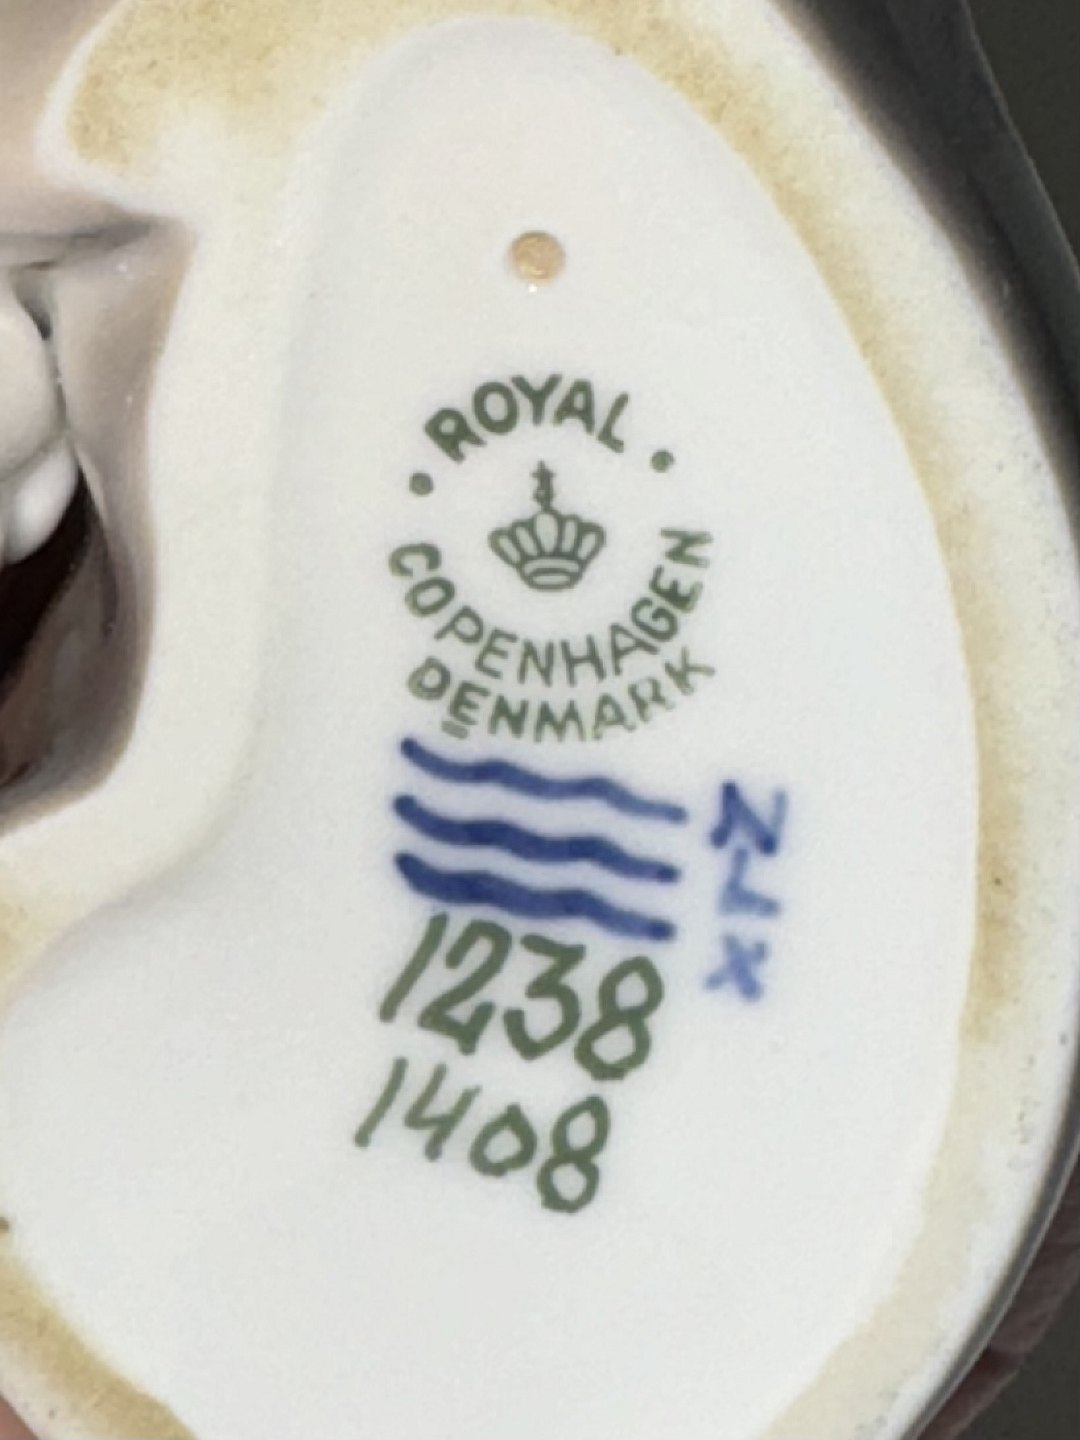 · ROYAL ·
COPENHAGEN
DENMARK
1238
1408